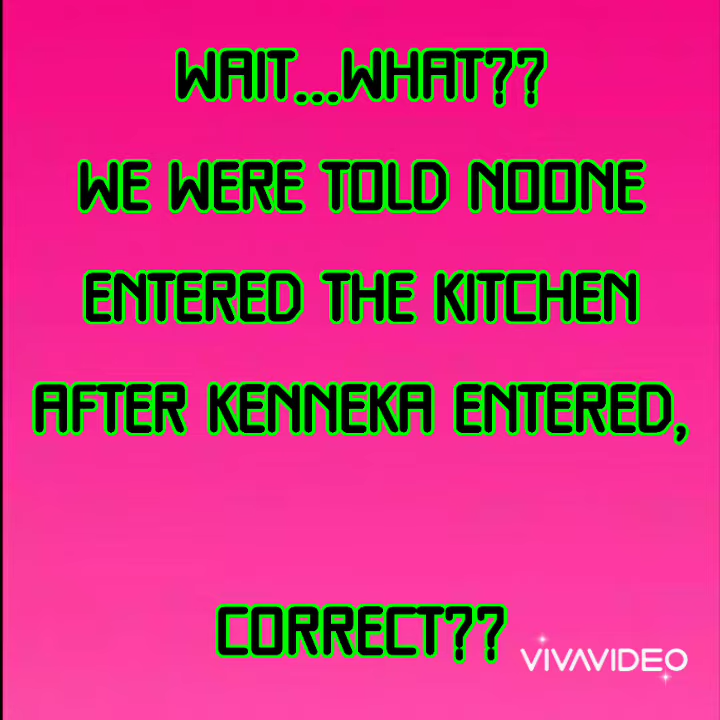 WAIT...WHAT??
WE WERE TOLD NOONE
ENTERED THE KITCHEN
AFTER KENNEKA ENTERED,
CORRECT??
VIVAVIDEO